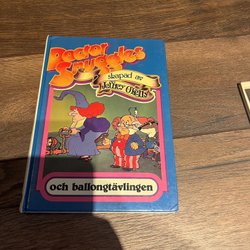 Doctor
Snuggles
skapad av
Jeffrey O'Kelly
och ballongtävlingen